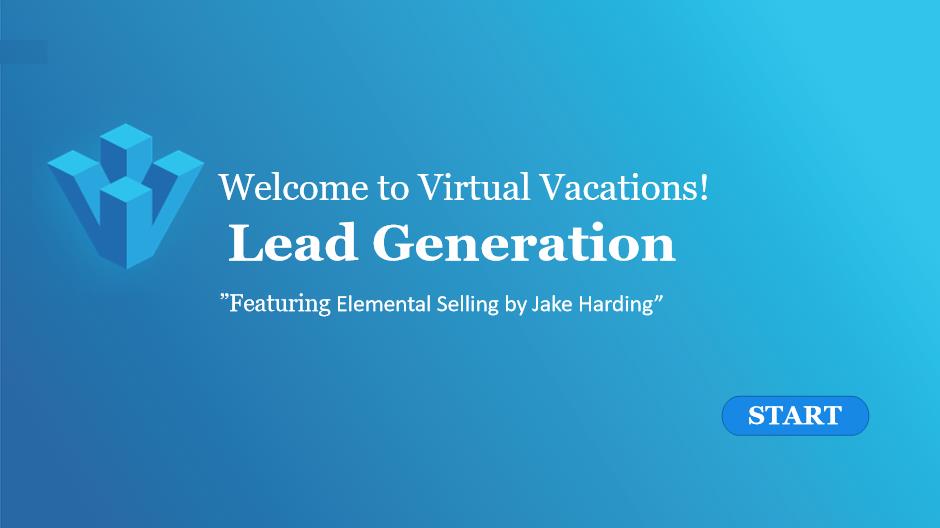 Welcome to Virtual Vacations!
Lead Generation
”Featuring Elemental Selling by Jake Harding”
START